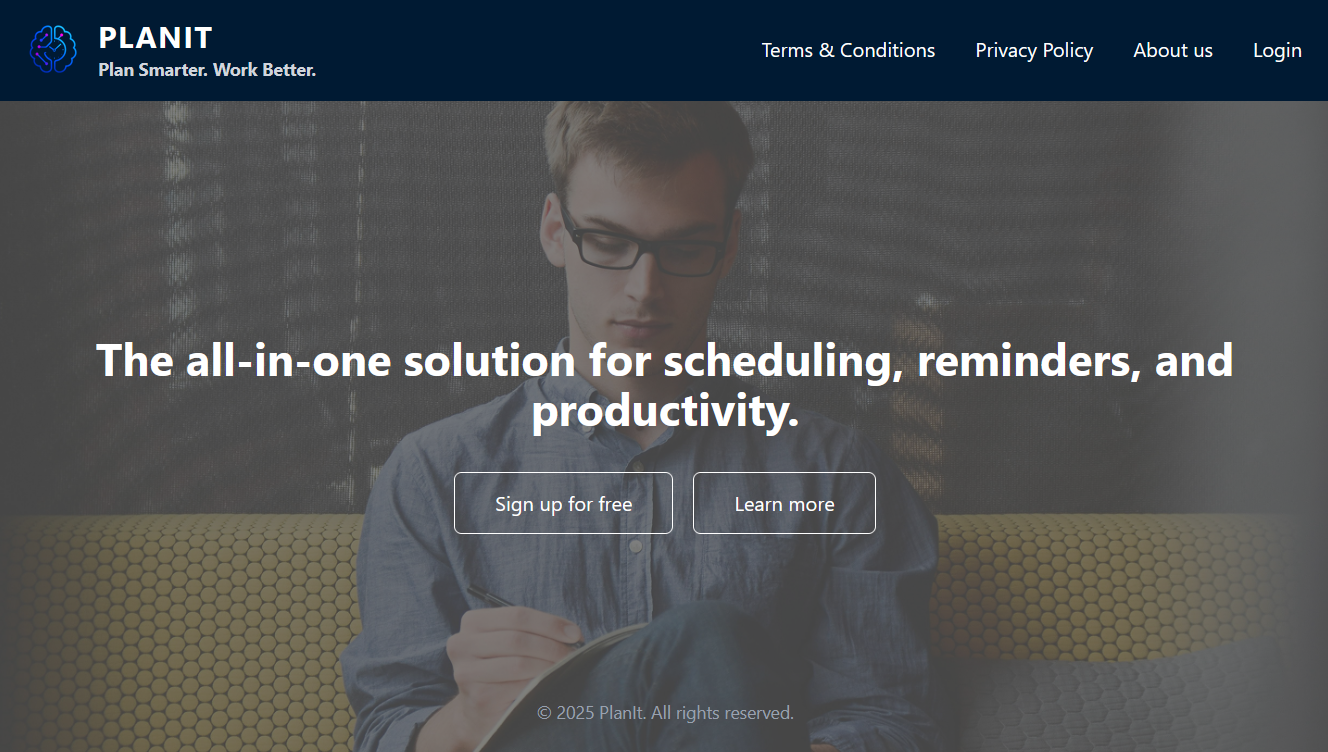 PLANIT
Plan Smarter. Work Better.
Terms & Conditions
Privacy Policy
About us
Login
The all-in-one solution for scheduling, reminders, and
productivity.
Sign up for free
Learn more
© 2025 PlanIt. All rights reserved.